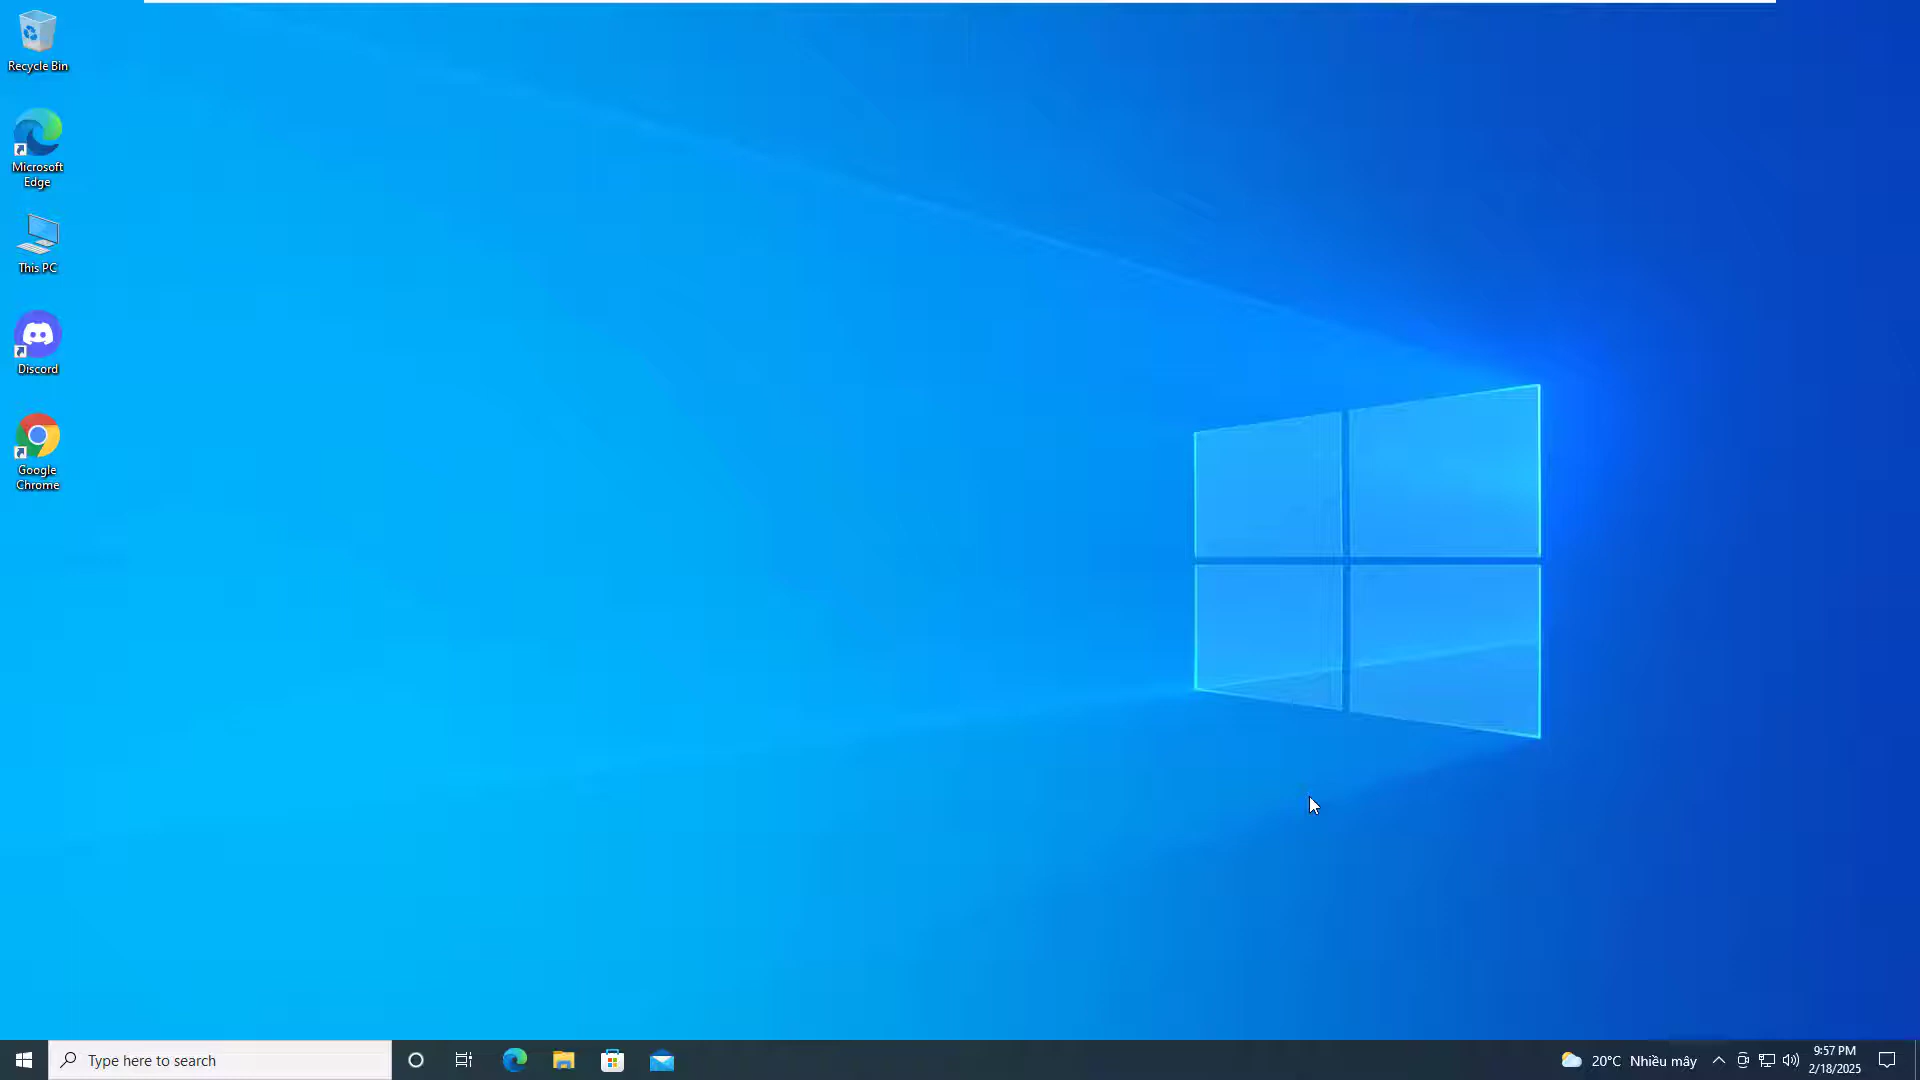 Recycle Bin
Microsoft
Edge
This PC
Discord
Google
Chrome
Type here to search
20°C Nhiều mây
9:57 PM
2/18/2025